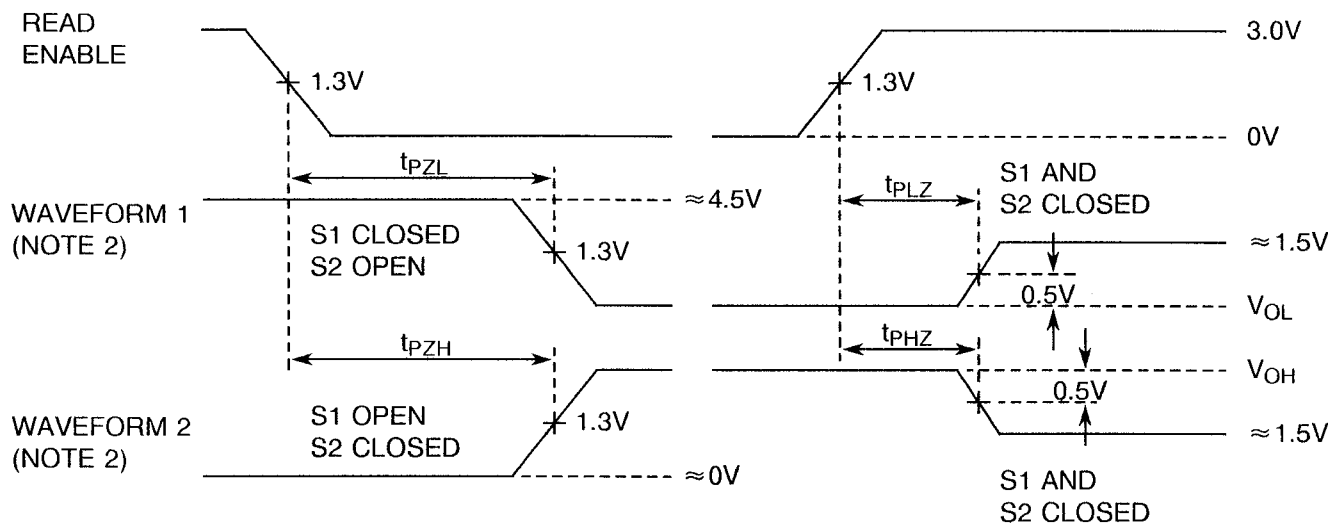 READ
ENABLE
1.3V
1.3V
3.0V
0V
tPZL
tPLZ
S1 AND
S2 CLOSED
WAVEFORM 1
(NOTE 2)
S1 CLOSED
S2 OPEN
1.3V
≈4.5V
≈1.5V
0.5V
VOL
tPZH
tPHZ
VOH
0.5V
WAVEFORM 2
(NOTE 2)
S1 OPEN
S2 CLOSED
1.3V
≈0V
≈1.5V
S1 AND
S2 CLOSED